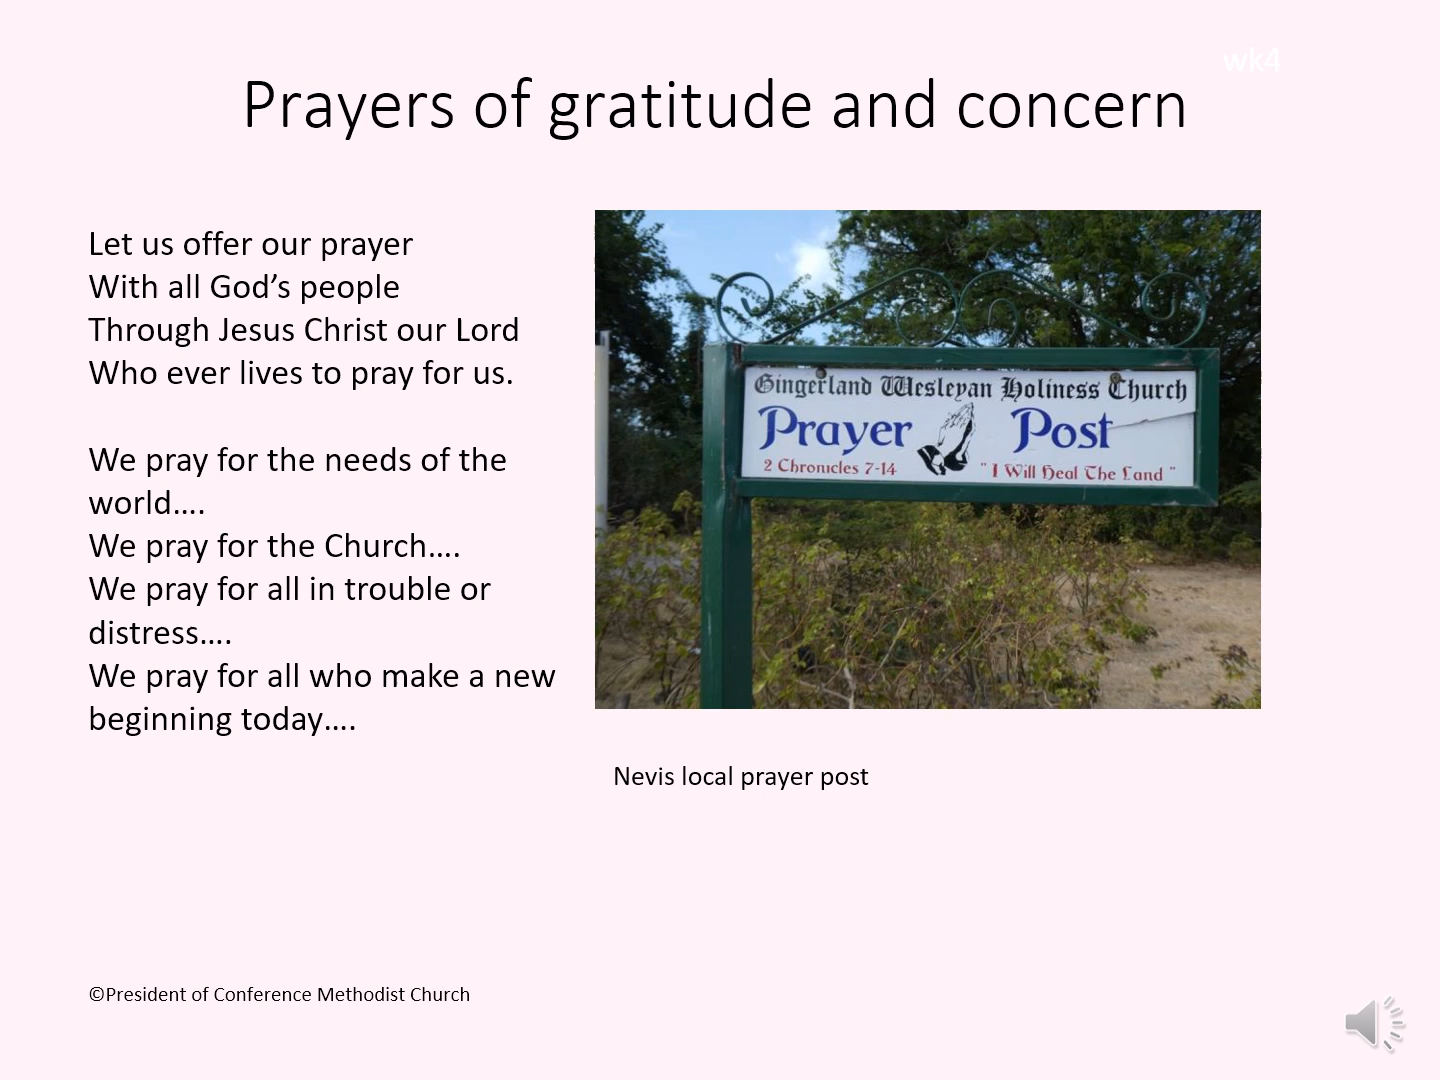 wk4
Prayers of gratitude and concern
Let us offer our prayer
With all God’s people
Through Jesus Christ our Lord
Who ever lives to pray for us.
We pray for the needs of the
world….
We pray for the Church….
We pray for all in trouble or
distress….
We pray for all who make a new
beginning today….
Gingerland Wesleyan Holiness Church
Prayer Post
2 Chronicles 7-14 "I Will Heal The Land"
Nevis local prayer post
©President of Conference Methodist Church